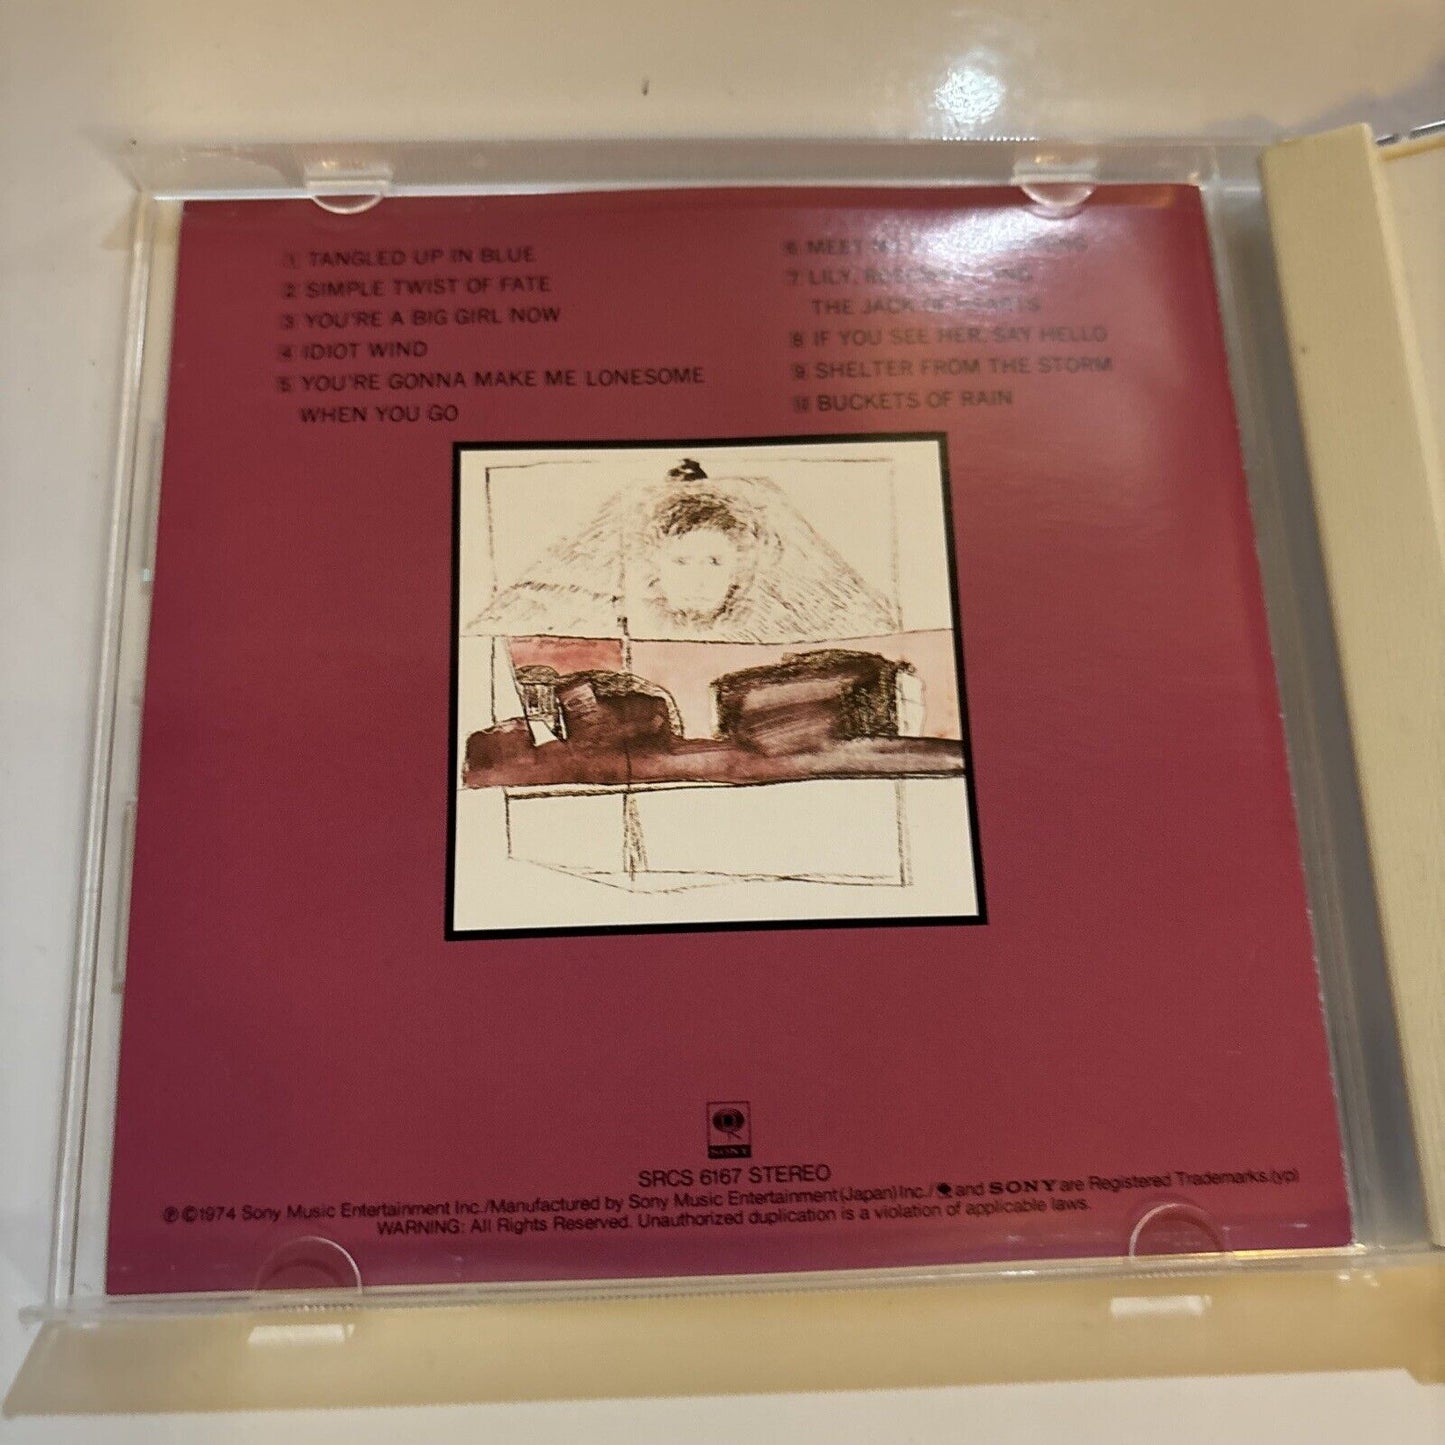 1 TANGLED UP IN BLUE
2 SIMPLE TWIST OF FATE
3 YOU'RE A BIG GIRL NOW
4 IDIOT WIND
5 YOU'RE GONNA MAKE ME LONESOME
WHEN YOU GO
6 MEET
7 LILY,
THE JACK OF HEARTS
8 IF YOU SEE HER, SAY HELLO
9 SHELTER FROM THE STORM
10 BUCKETS OF RAIN
SONY
SRCS 6167 STEREO
℗ ©1974 Sony Music Entertainment Inc./Manufactured by Sony Music Entertainment (Japan) Inc./ and SONY are Registered Trademarks.(yp)
WARNING: All Rights Reserved. Unauthorized duplication is a violation of applicable laws.